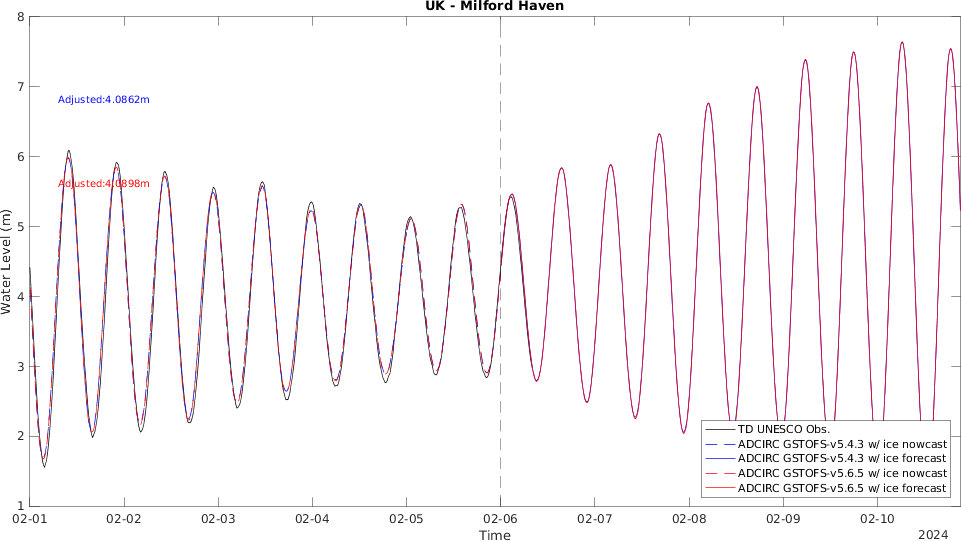 UK - Milford Haven
8
7
6
5
4
3
2
1
Water Level (m)
Adjusted:4.0862m
Adjusted:4.0898m
TD UNESCO Obs.
ADCIRC GSTOFS-v5.4.3 w/ ice nowcast
ADCIRC GSTOFS-v5.4.3 w/ ice forecast
ADCIRC GSTOFS-v5.6.5 w/ ice nowcast
ADCIRC GSTOFS-v5.6.5 w/ ice forecast
02-01 02-02 02-03 02-04 02-05 02-06 02-07 02-08 02-09 02-10
Time
2024